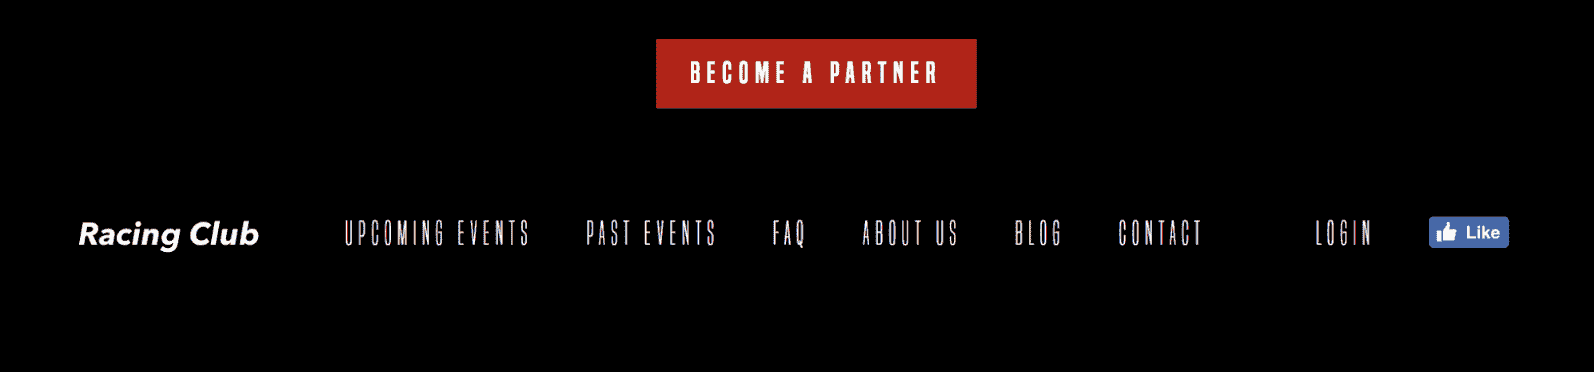 BECOME A PARTNER
Racing Club UPCOMING EVENTS PAST EVENTS FAQ ABOUT US BLOG CONTACT LOGIN Like